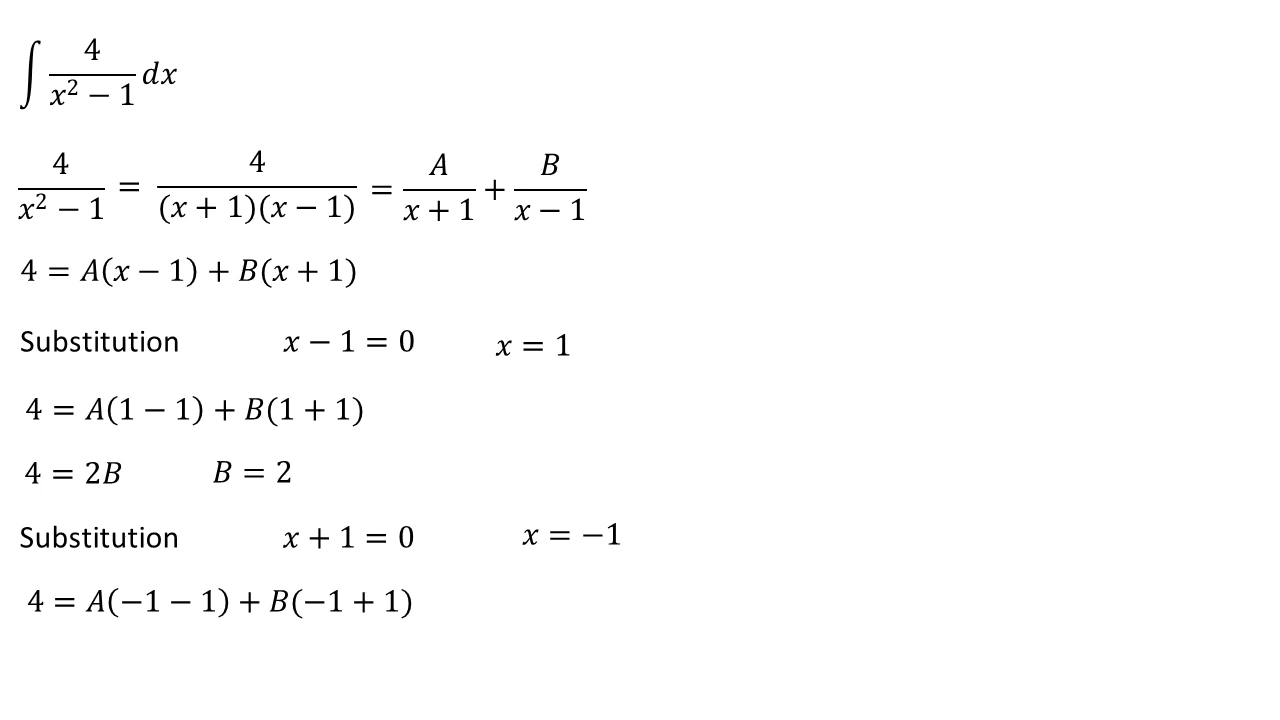 ∫ 4/(x² − 1) dx
4/(x² − 1) = 4/((x + 1)(x − 1)) = A/(x + 1) + B/(x − 1)
4 = A(x − 1) + B(x + 1)
Substitution x − 1 = 0 x = 1
4 = A(1 − 1) + B(1 + 1)
4 = 2B B = 2
Substitution x + 1 = 0 x = −1
4 = A(−1 − 1) + B(−1 + 1)